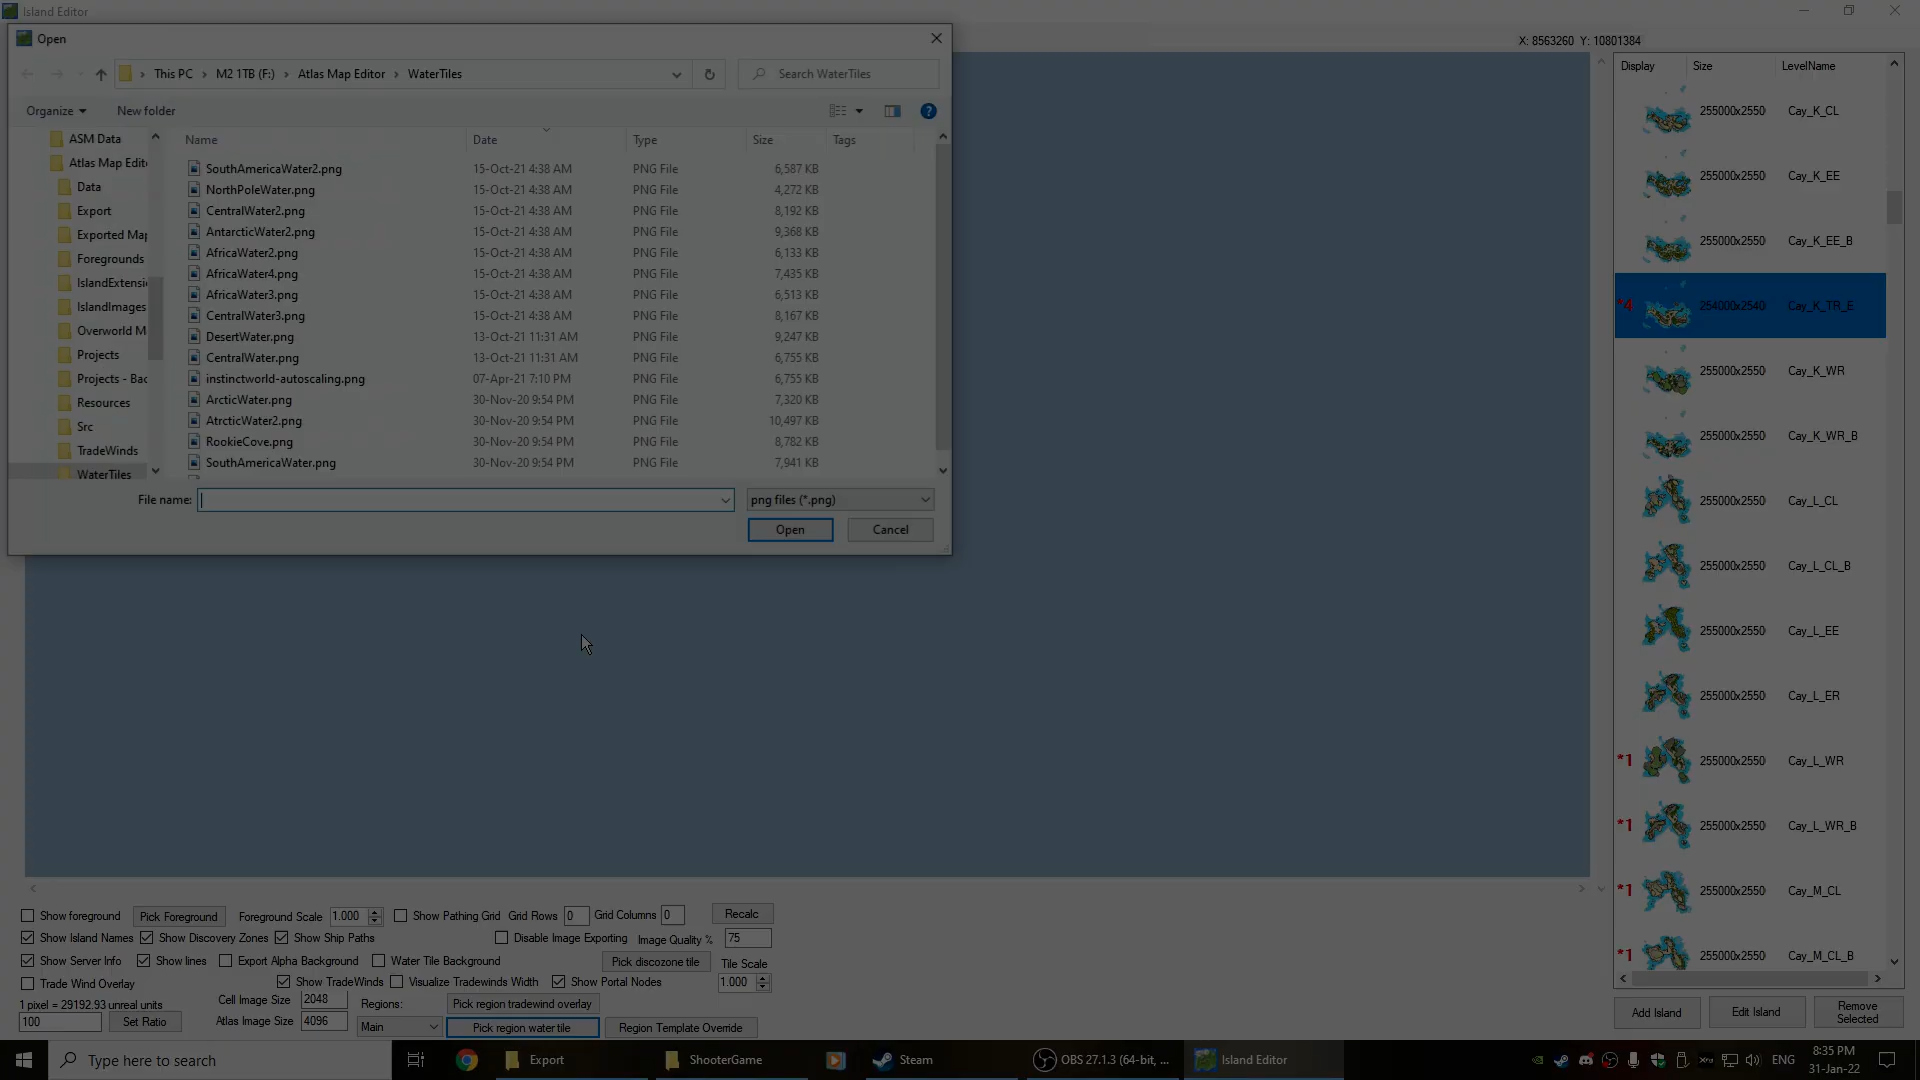 Island Editor
Open
This PC > M2 1TB (F:) > Atlas Map Editor > WaterTiles
Search WaterTiles
Organize
New folder
X: 8563260 Y: 10801384
Display Size LevelName
ASM Data
Atlas Map Edito
Data
Export
Exported Map
Foregrounds
IslandExtensi
IslandImages
Overworld M
Projects
Projects - Bac
Resources
Src
TradeWinds
WaterTiles
Name Date Type Size Tags
SouthAmericaWater2.png 15-Oct-21 4:38 AM PNG File 6,587 KB
NorthPoleWater.png 15-Oct-21 4:38 AM PNG File 4,272 KB
CentralWater2.png 15-Oct-21 4:38 AM PNG File 8,192 KB
AntarcticWater2.png 15-Oct-21 4:38 AM PNG File 9,368 KB
AfricaWater2.png 15-Oct-21 4:38 AM PNG File 6,133 KB
AfricaWater4.png 15-Oct-21 4:38 AM PNG File 7,435 KB
AfricaWater3.png 15-Oct-21 4:38 AM PNG File 6,513 KB
CentralWater3.png 15-Oct-21 4:38 AM PNG File 8,167 KB
DesertWater.png 13-Oct-21 11:31 AM PNG File 9,247 KB
CentralWater.png 13-Oct-21 11:31 AM PNG File 6,755 KB
instinctworld-autoscaling.png 07-Apr-21 7:10 PM PNG File 6,755 KB
ArcticWater.png 30-Nov-20 9:54 PM PNG File 7,320 KB
AtrcticWater2.png 30-Nov-20 9:54 PM PNG File 10,497 KB
RookieCove.png 30-Nov-20 9:54 PM PNG File 8,782 KB
SouthAmericaWater.png 30-Nov-20 9:54 PM PNG File 7,941 KB
File name:
png files (*.png)
Open Cancel
255000x2550 Cay_K_CL
255000x2550 Cay_K_EE
255000x2550 Cay_K_EE_B
*4 254000x2540 Cay_K_TR_E
255000x2550 Cay_K_WR
255000x2550 Cay_K_WR_B
255000x2550 Cay_L_CL
255000x2550 Cay_L_CL_B
255000x2550 Cay_L_EE
255000x2550 Cay_L_ER
*1 255000x2550 Cay_L_WR
*1 255000x2550 Cay_L_WR_B
*1 255000x2550 Cay_M_CL
*1 255000x2550 Cay_M_CL_B
Show foreground Pick Foreground Foreground Scale 1.000 Show Pathing Grid Grid Rows 0 Grid Columns 0 Recalc
Show Island Names Show Discovery Zones Show Ship Paths Disable Image Exporting Image Quality % 75
Show Server Info Show lines Export Alpha Background Water Tile Background Pick discozone tile Tile Scale
Trade Wind Overlay Show TradeWinds Visualize Tradewinds Width Show Portal Nodes 1.000
1 pixel = 29192.93 unreal units Cell Image Size 2048 Regions: Pick region tradewind overlay
100 Set Ratio Atlas Image Size 4096 Main Pick region water tile Region Template Override
Add Island Edit Island Remove Selected
Type here to search
Export
ShooterGame
Steam
OBS 27.1.3 (64-bit, ...
Island Editor
ENG
8:35 PM
31-Jan-22